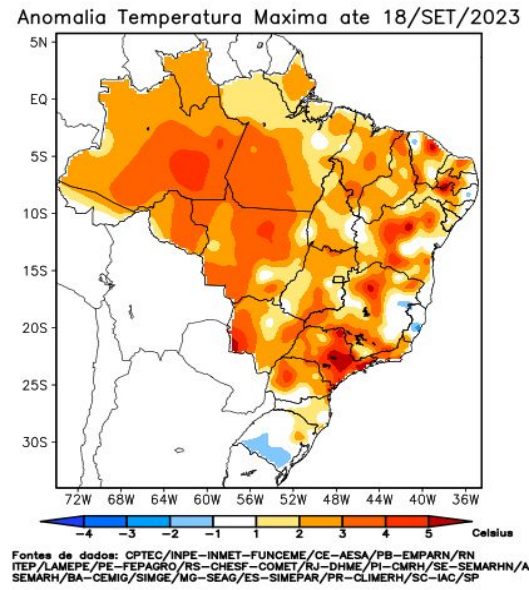 Anomalia Temperatura Maxima ate 18/SET/2023
5N
EQ
5S
10S
15S
20S
25S
30S
72W 68W 64W 60W 56W 52W 48W 44W 40W 36W
-4 -3 -2 -1 1 2 3 4 5 Celsius
Fontes de dados: CPTEC/INPE-INMET-FUNCEME/CE-AESA/PB-EMPARN/RN
ITEP/LAMEPE/PE-FEPAGRO/RS-CHESF-COMET/RJ-DHME/PI-CMRH/SE-SEMARHN/A
SEMARH/BA-CEMIG/SIMGE/MG-SEAG/ES-SIMEPAR/PR-CLIMERH/SC-IAC/SP